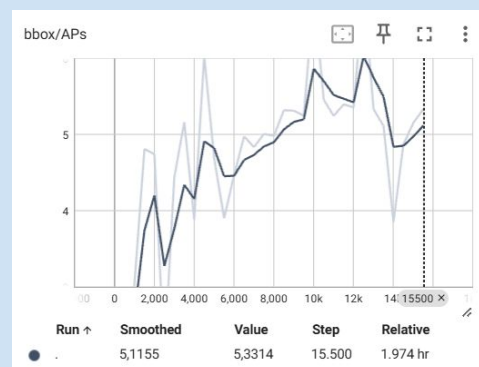 bbox/APs
5
4
0 2,000 4,000 6,000 8,000 10k 12k 14 15500 ×
Run ↑ Smoothed Value Step Relative
. 5,1155 5,3314 15.500 1.974 hr